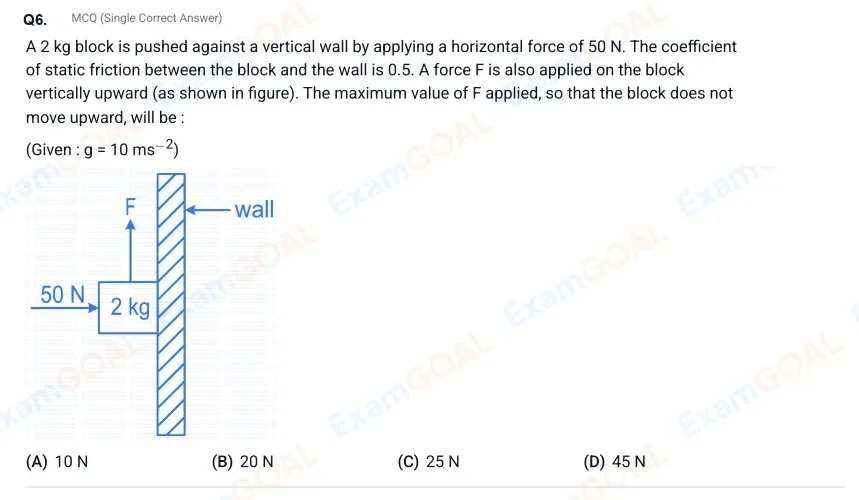 Q6. MCQ (Single Correct Answer)
A 2 kg block is pushed against a vertical wall by applying a horizontal force of 50 N. The coefficient
of static friction between the block and the wall is 0.5. A force F is also applied on the block
vertically upward (as shown in figure). The maximum value of F applied, so that the block does not
move upward, will be :
(Given : g = 10 ms⁻²)
F
wall
50 N
2 kg
(A) 10 N (B) 20 N (C) 25 N (D) 45 N
ExamGOAL